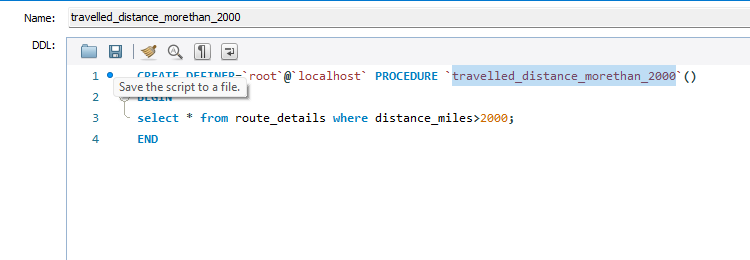 Name: travelled_distance_morethan_2000
DDL:
1 CREATE DEFINER=`root`@`localhost` PROCEDURE `travelled_distance_morethan_2000`()
Save the script to a file.
2 BEGIN
3 select * from route_details where distance_miles>2000;
4 END